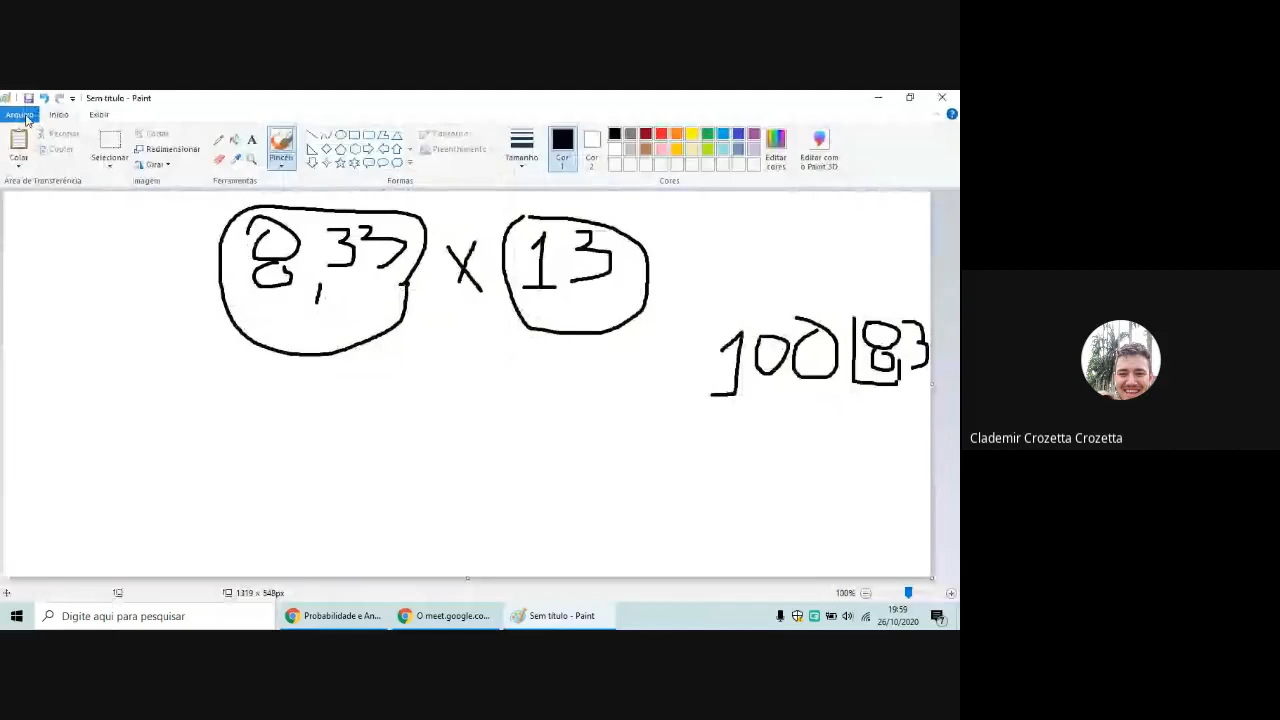 Sem título - Paint
Arquivo Início Exibir
Colar
Recortar
Copiar
Selecionar
Redimensionar
Girar
Pincéis
Tamanho
Cor 1
Cor 2
Editar cores
Editar com o Paint 3D
Contorno
Preenchimento
Área de Transferência Imagem Ferramentas Formas Cores
8,33 x 13
100 8,3
Clademir Crozetta Crozetta
1319 × 548px 100%
Digite aqui para pesquisar Probabilidade e An... O meet.google.co... Sem título - Paint 19:59
26/10/2020